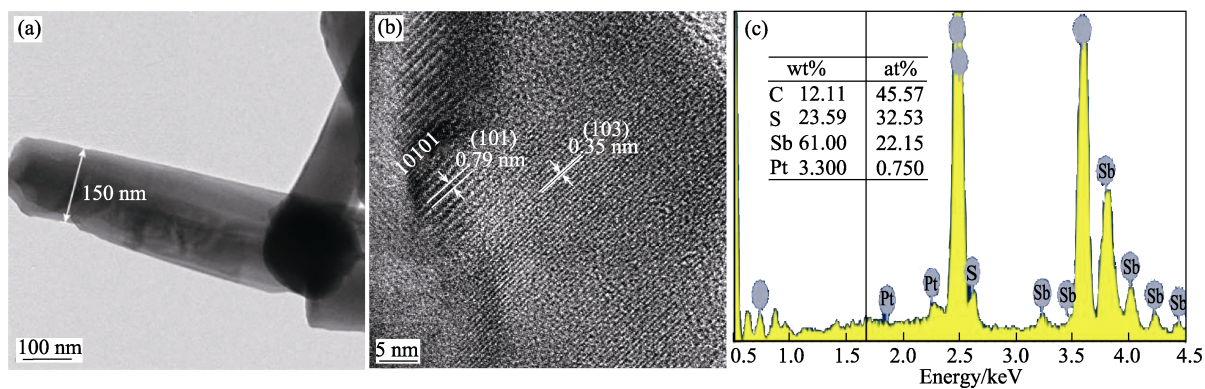 (a)
150 nm
100 nm
(b)
10101
(101)
0.79 nm
(103)
0.35 nm
5 nm
(c)
wt% at%
C 12.11 45.57
S 23.59 32.53
Sb 61.00 22.15
Pt 3.300 0.750
Pt
Pt
S
Sb
Sb
Sb
Sb
Sb
Sb
0.5 1.0 2.0 2.5 3.0 3.5 4.0 4.5
Energy/keV